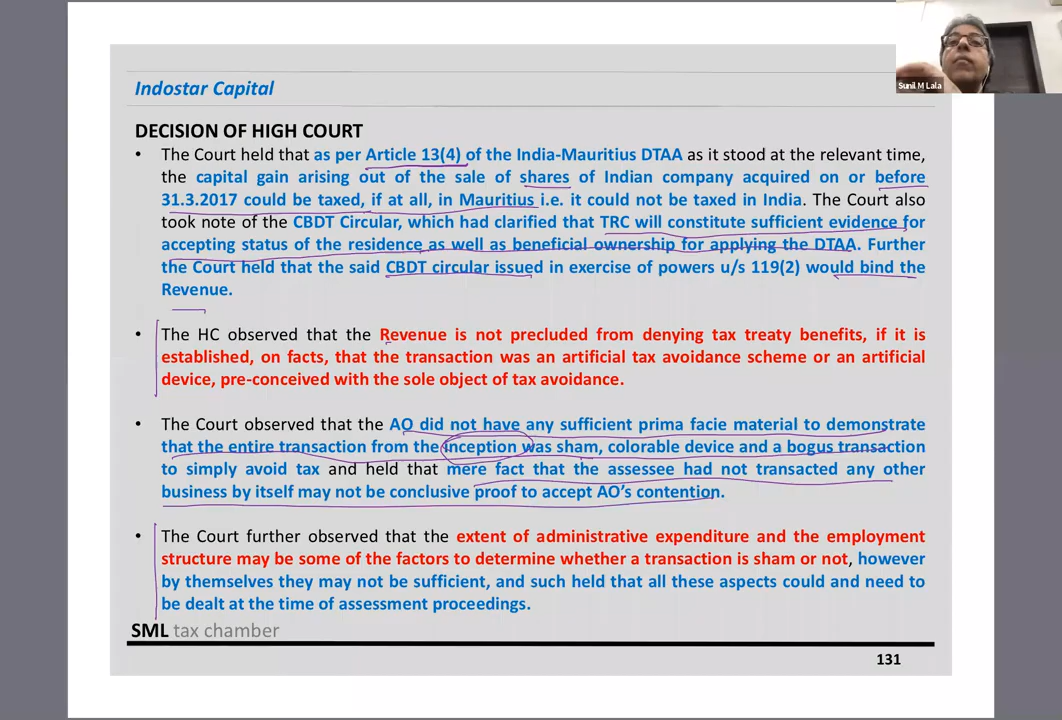 Sunil M Lala
Indostar Capital
DECISION OF HIGH COURT
• The Court held that as per Article 13(4) of the India-Mauritius DTAA as it stood at the relevant time,
the capital gain arising out of the sale of shares of Indian company acquired on or before
31.3.2017 could be taxed, if at all, in Mauritius i.e. it could not be taxed in India. The Court also
took note of the CBDT Circular, which had clarified that TRC will constitute sufficient evidence for
accepting status of the residence as well as beneficial ownership for applying the DTAA. Further
the Court held that the said CBDT circular issued in exercise of powers u/s 119(2) would bind the
Revenue.
• The HC observed that the Revenue is not precluded from denying tax treaty benefits, if it is
established, on facts, that the transaction was an artificial tax avoidance scheme or an artificial
device, pre-conceived with the sole object of tax avoidance.
• The Court observed that the AO did not have any sufficient prima facie material to demonstrate
that the entire transaction from the inception was sham, colorable device and a bogus transaction
to simply avoid tax and held that mere fact that the assessee had not transacted any other
business by itself may not be conclusive proof to accept AO's contention.
• The Court further observed that the extent of administrative expenditure and the employment
structure may be some of the factors to determine whether a transaction is sham or not, however
by themselves they may not be sufficient, and such held that all these aspects could and need to
be dealt at the time of assessment proceedings.
SML tax chamber
131